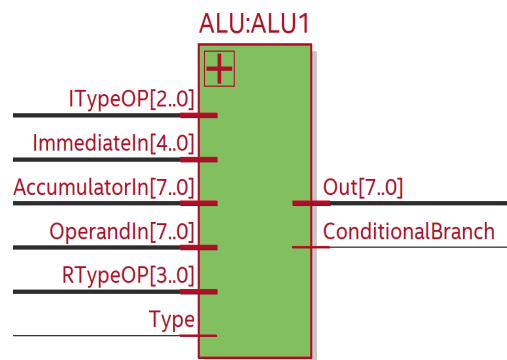 ALU:ALU1
ITypeOP[2..0]
ImmediateIn[4..0]
AccumulatorIn[7..0]
Out[7..0]
OperandIn[7..0]
ConditionalBranch
RTypeOP[3..0]
Type